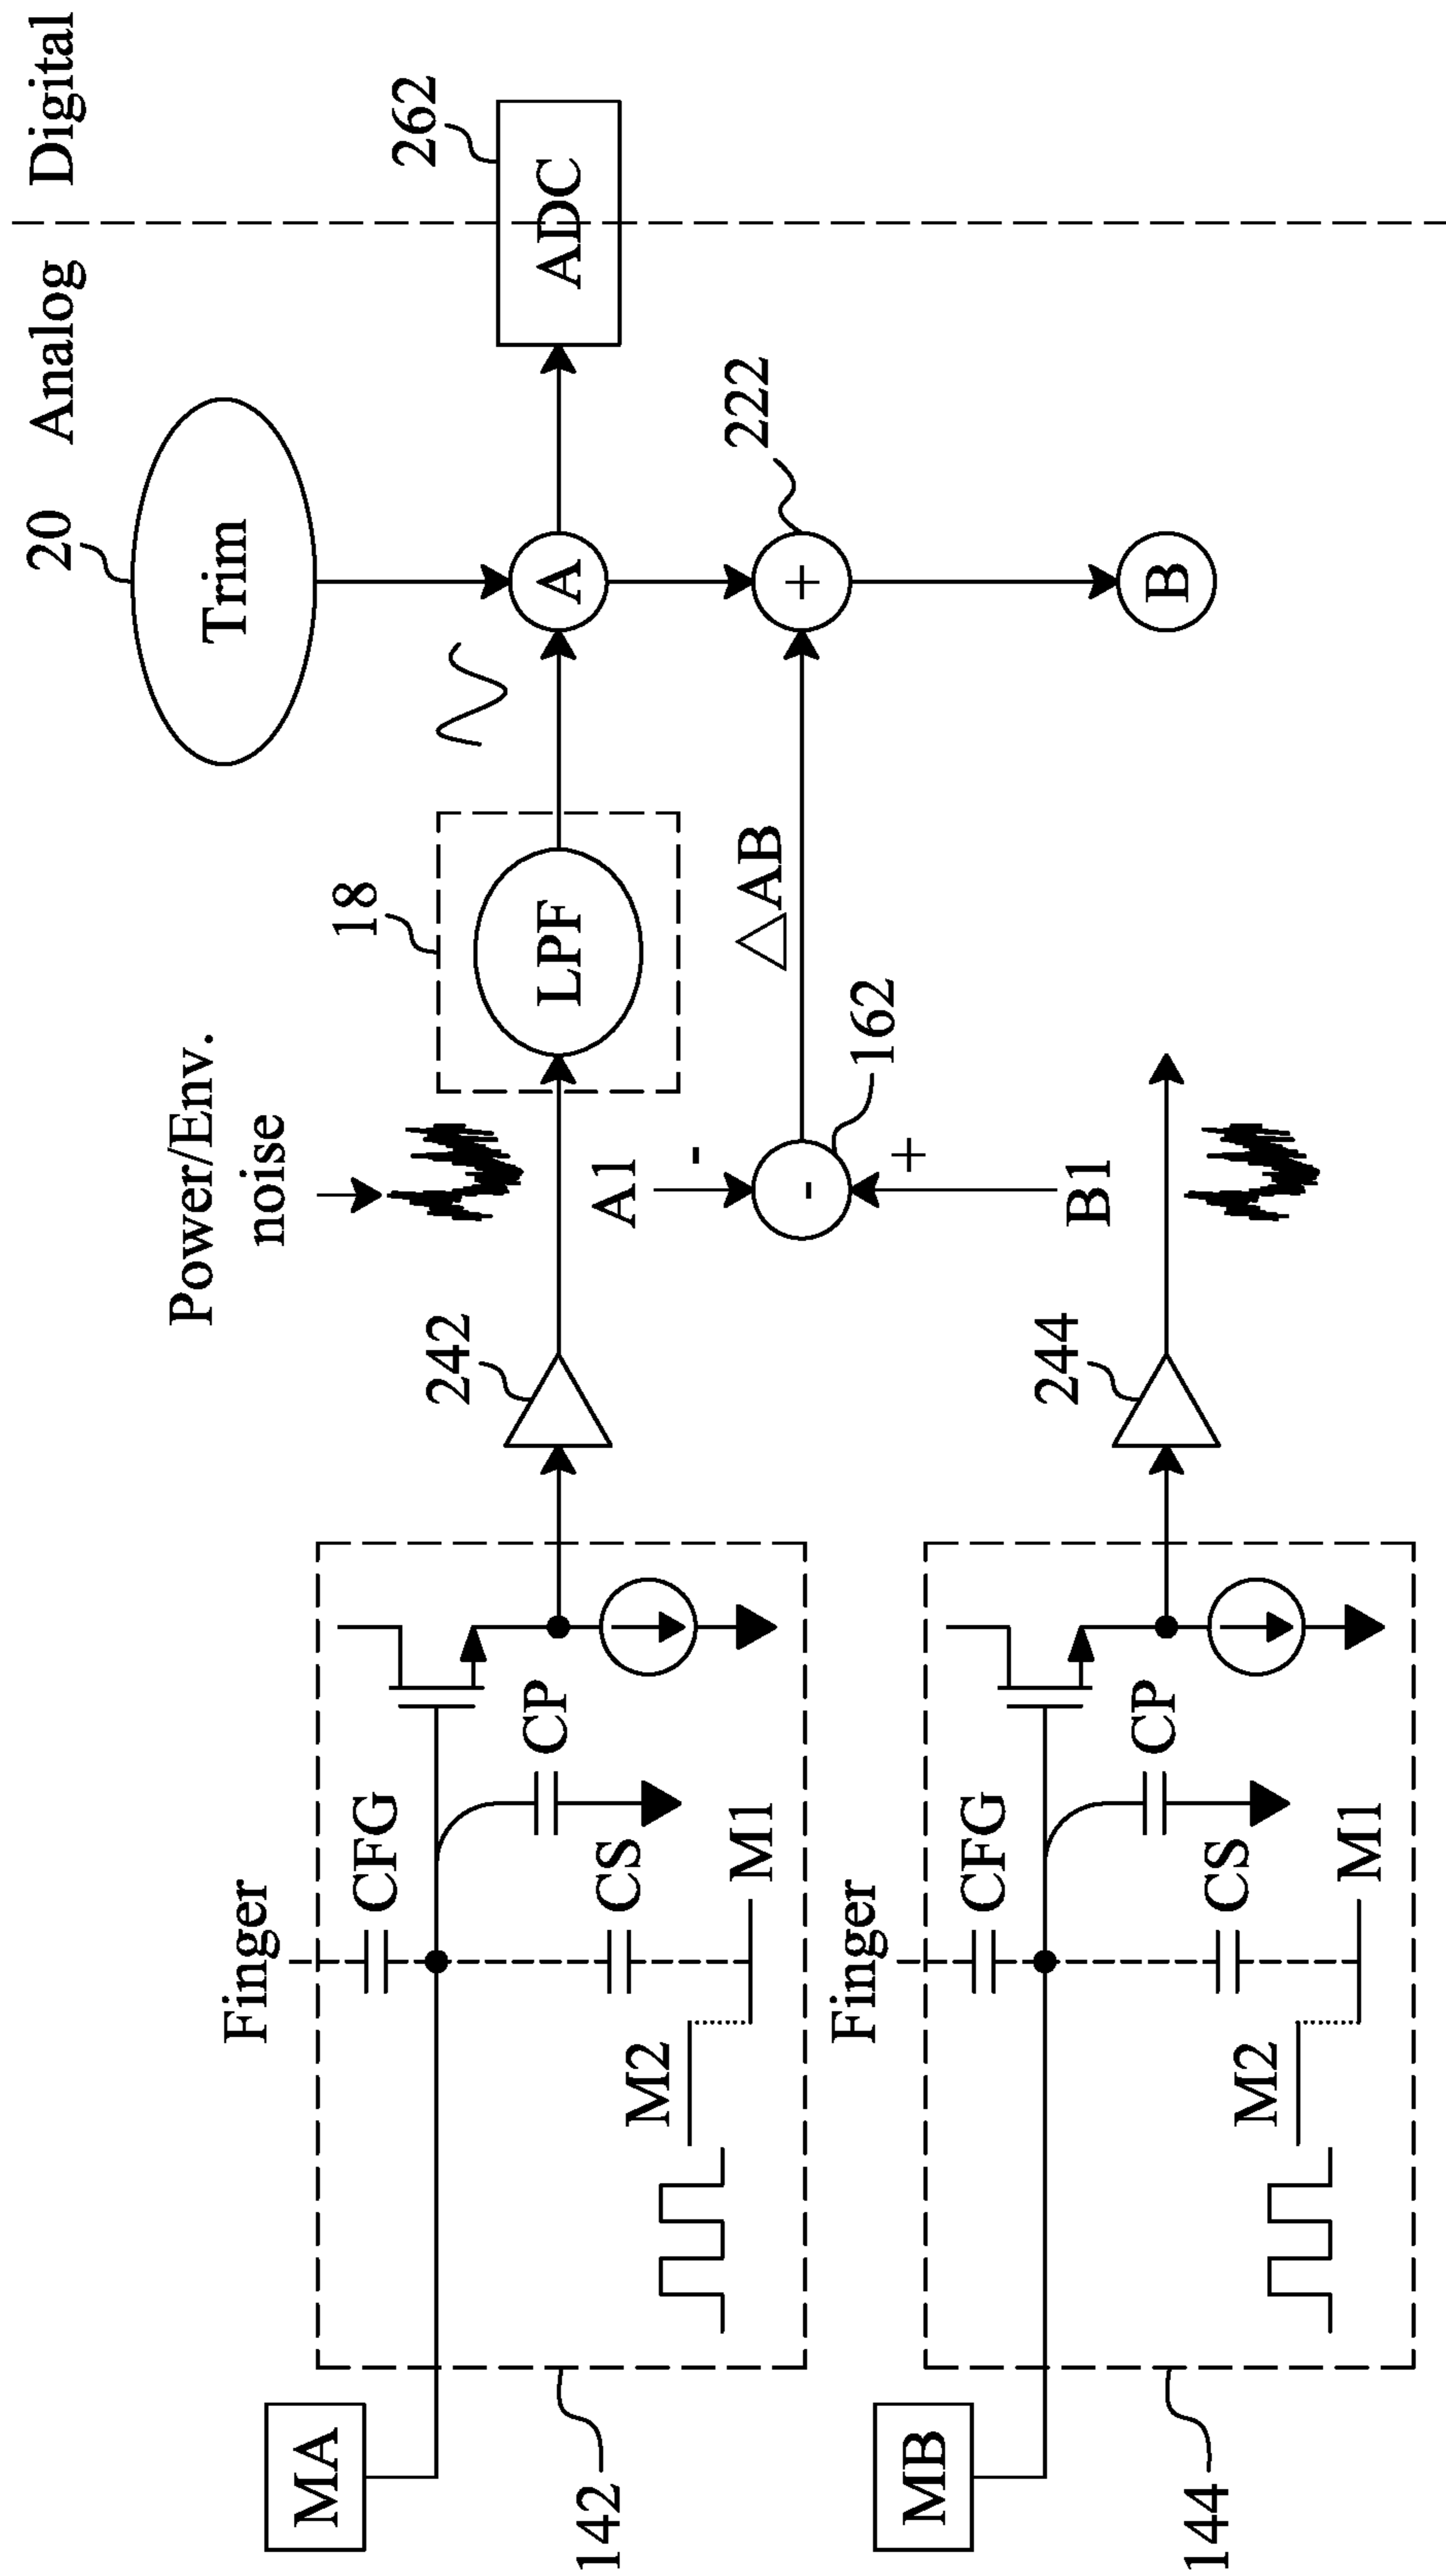 Analog
Digital
20
Trim
Power/Env.
noise
18
LPF
A
ADC
262
242
A1
-
-
+
162
△AB
+
222
B1
B
244
Finger
MA
CFG
CP
CS
M1
M2
142
Finger
MB
CFG
CP
CS
M1
M2
144